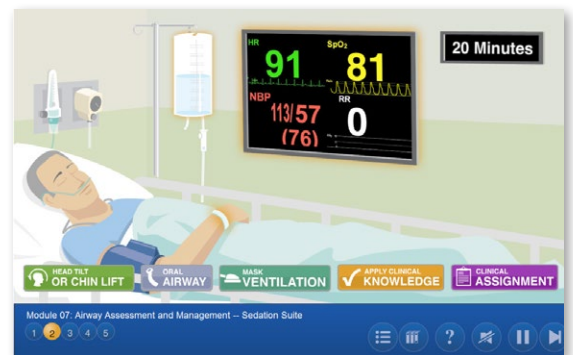 HR
91
SpO₂
81
20 Minutes
NBP
113/57
(76)
RR
0
HEAD TILT
OR CHIN LIFT
ORAL
AIRWAY
MASK
VENTILATION
APPLY CLINICAL
KNOWLEDGE
CLINICAL
ASSIGNMENT
Module 07: Airway Assessment and Management -- Sedation Suite
1 2 3 4 5
?